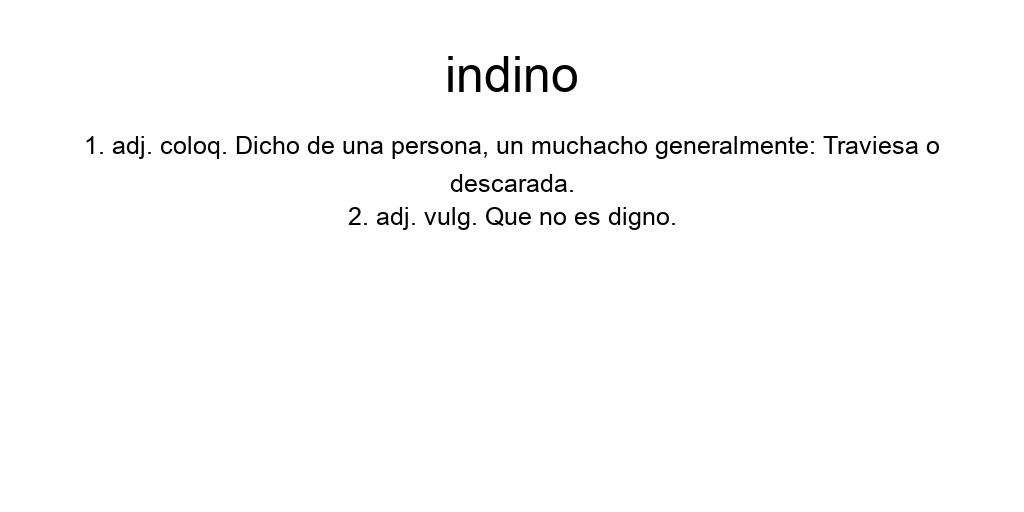 indino
1. adj. coloq. Dicho de una persona, un muchacho generalmente: Traviesa o
descarada.
2. adj. vulg. Que no es digno.